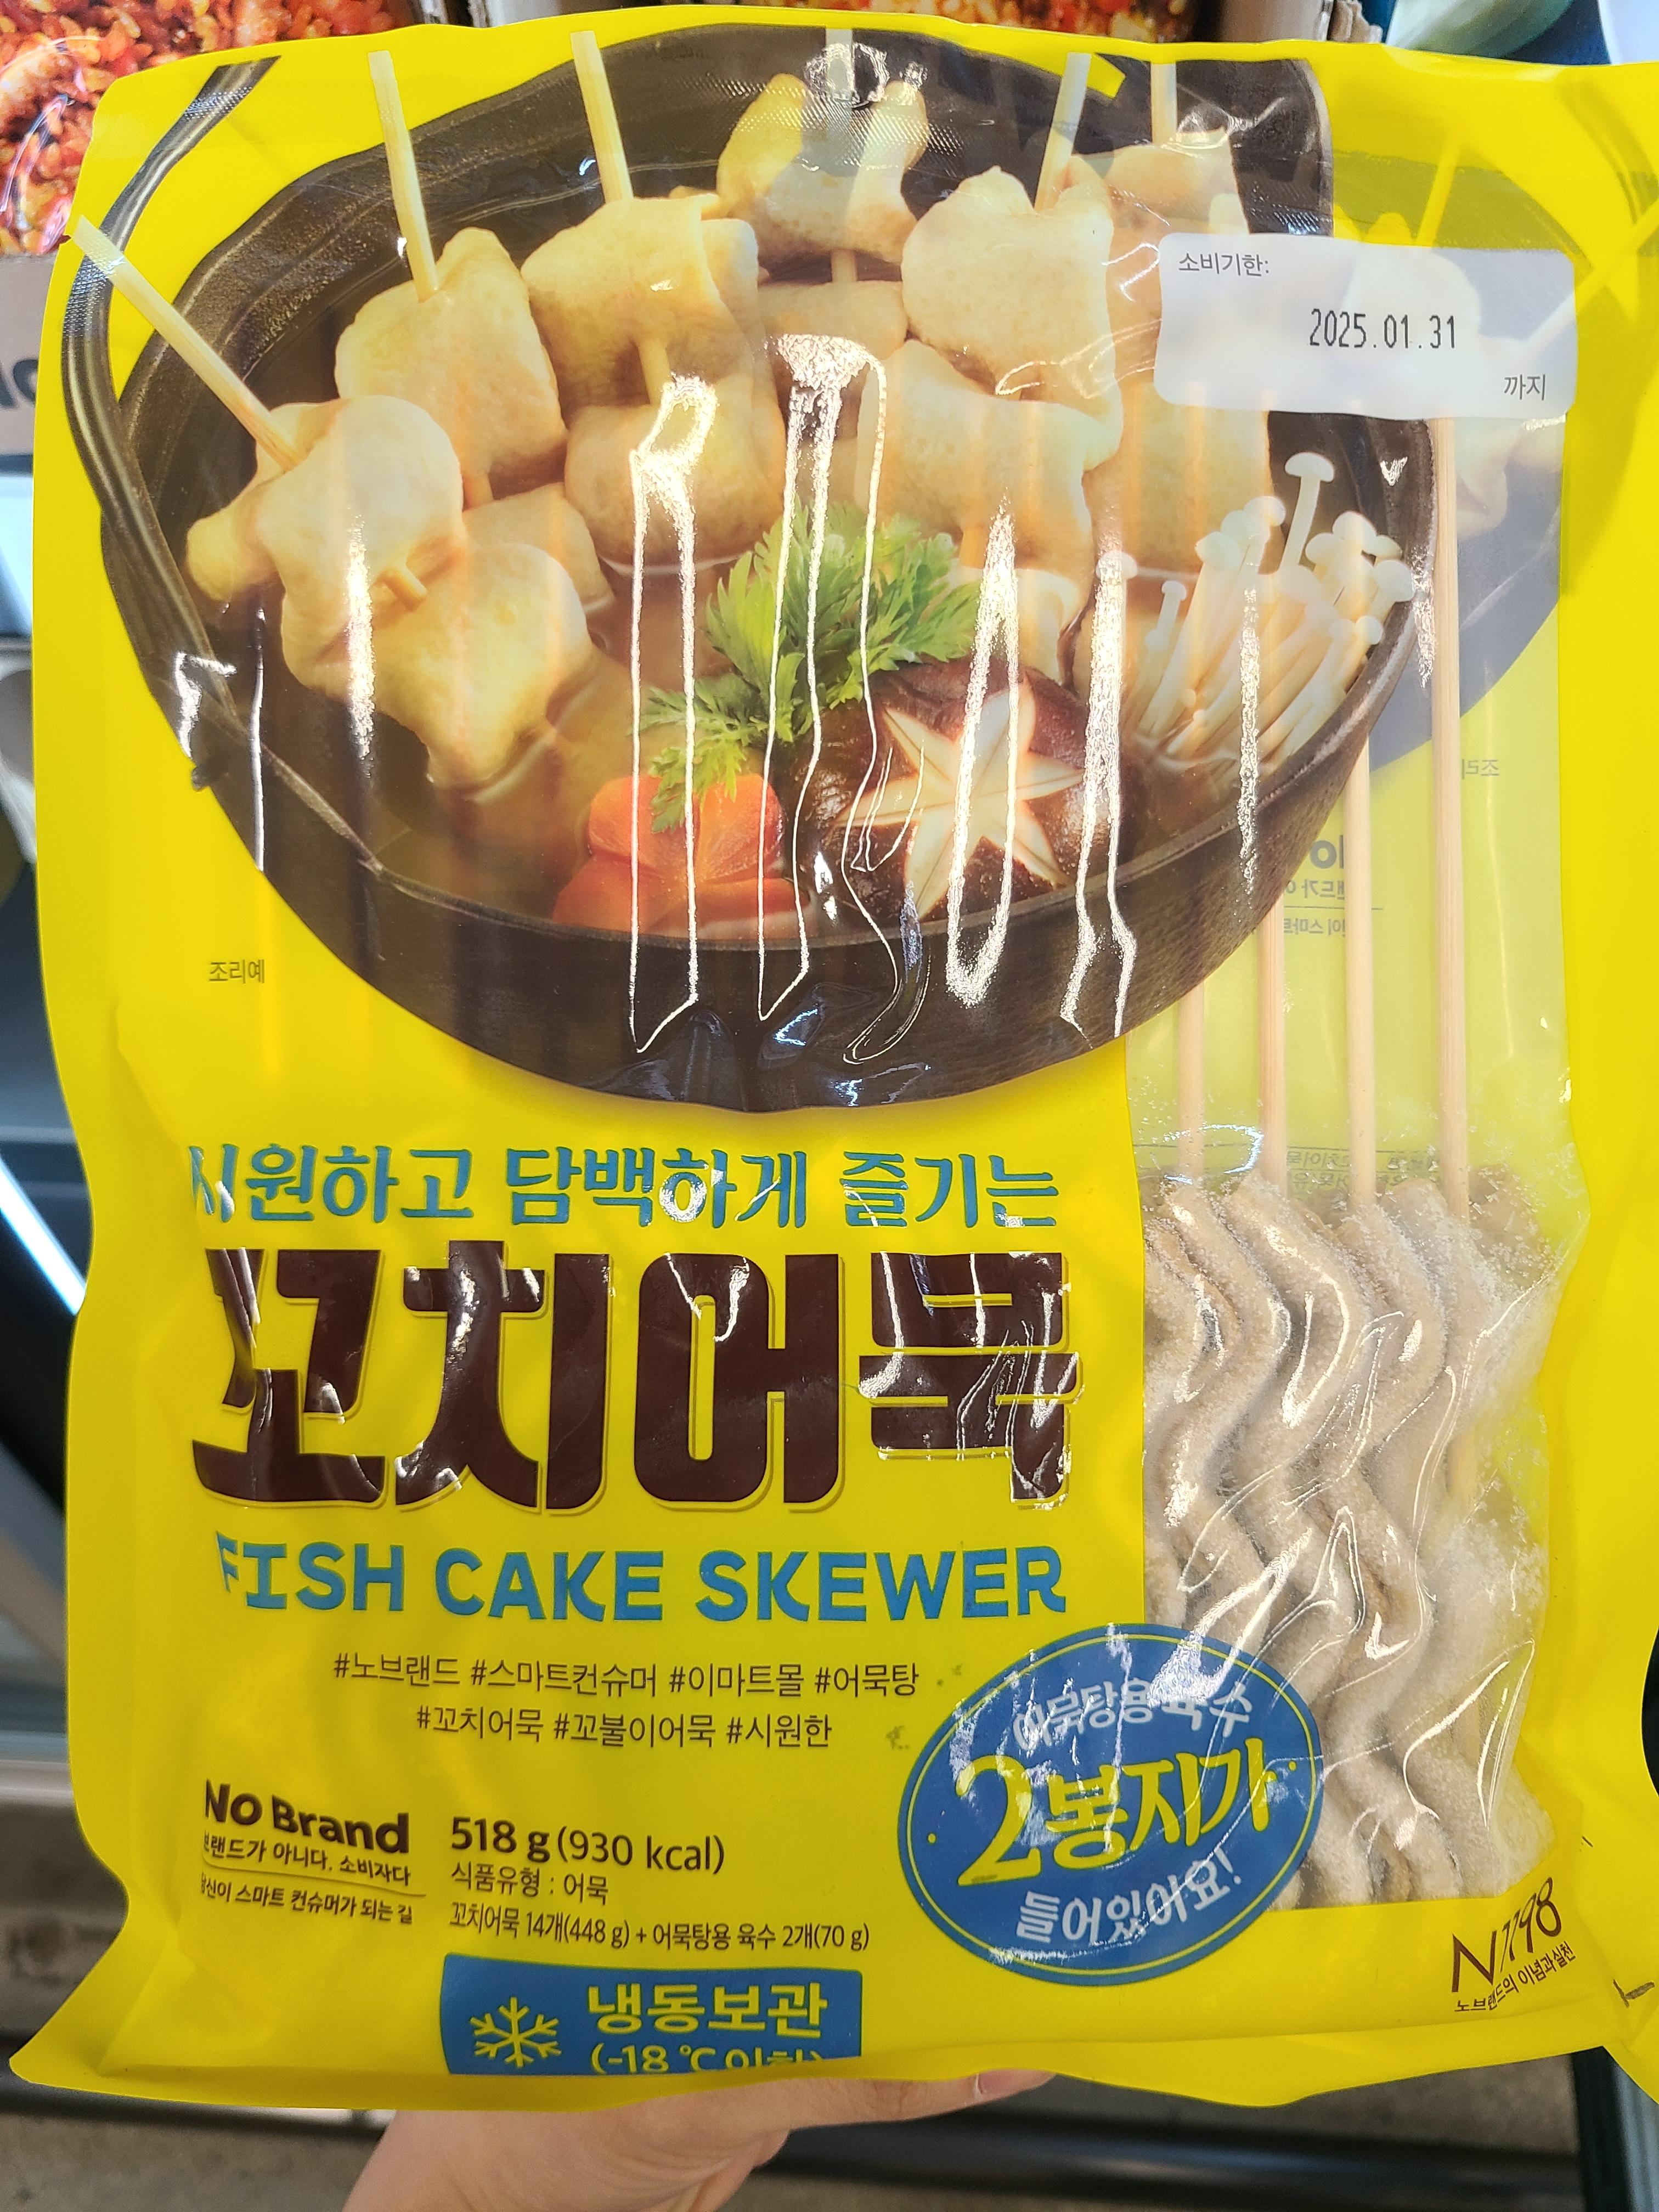 소비기한:
2025.01.31
까지
조리예
시원하고 담백하게 즐기는
꼬치어묵
FISH CAKE SKEWER
#노브랜드 #스마트컨슈머 #이마트몰 #어묵탕
#꼬치어묵 #꼬불이어묵 #시원한
어묵탕용 육수
2봉지가
들어있어요!
No Brand
브랜드가 아니다. 소비자다
당신이 스마트 컨슈머가 되는 길
518 g (930 kcal)
식품유형 : 어묵
꼬치어묵 14개(448 g) + 어묵탕용 육수 2개(70 g)
냉동보관
(-18 ℃ 이하)
노브랜드의 이념과실천